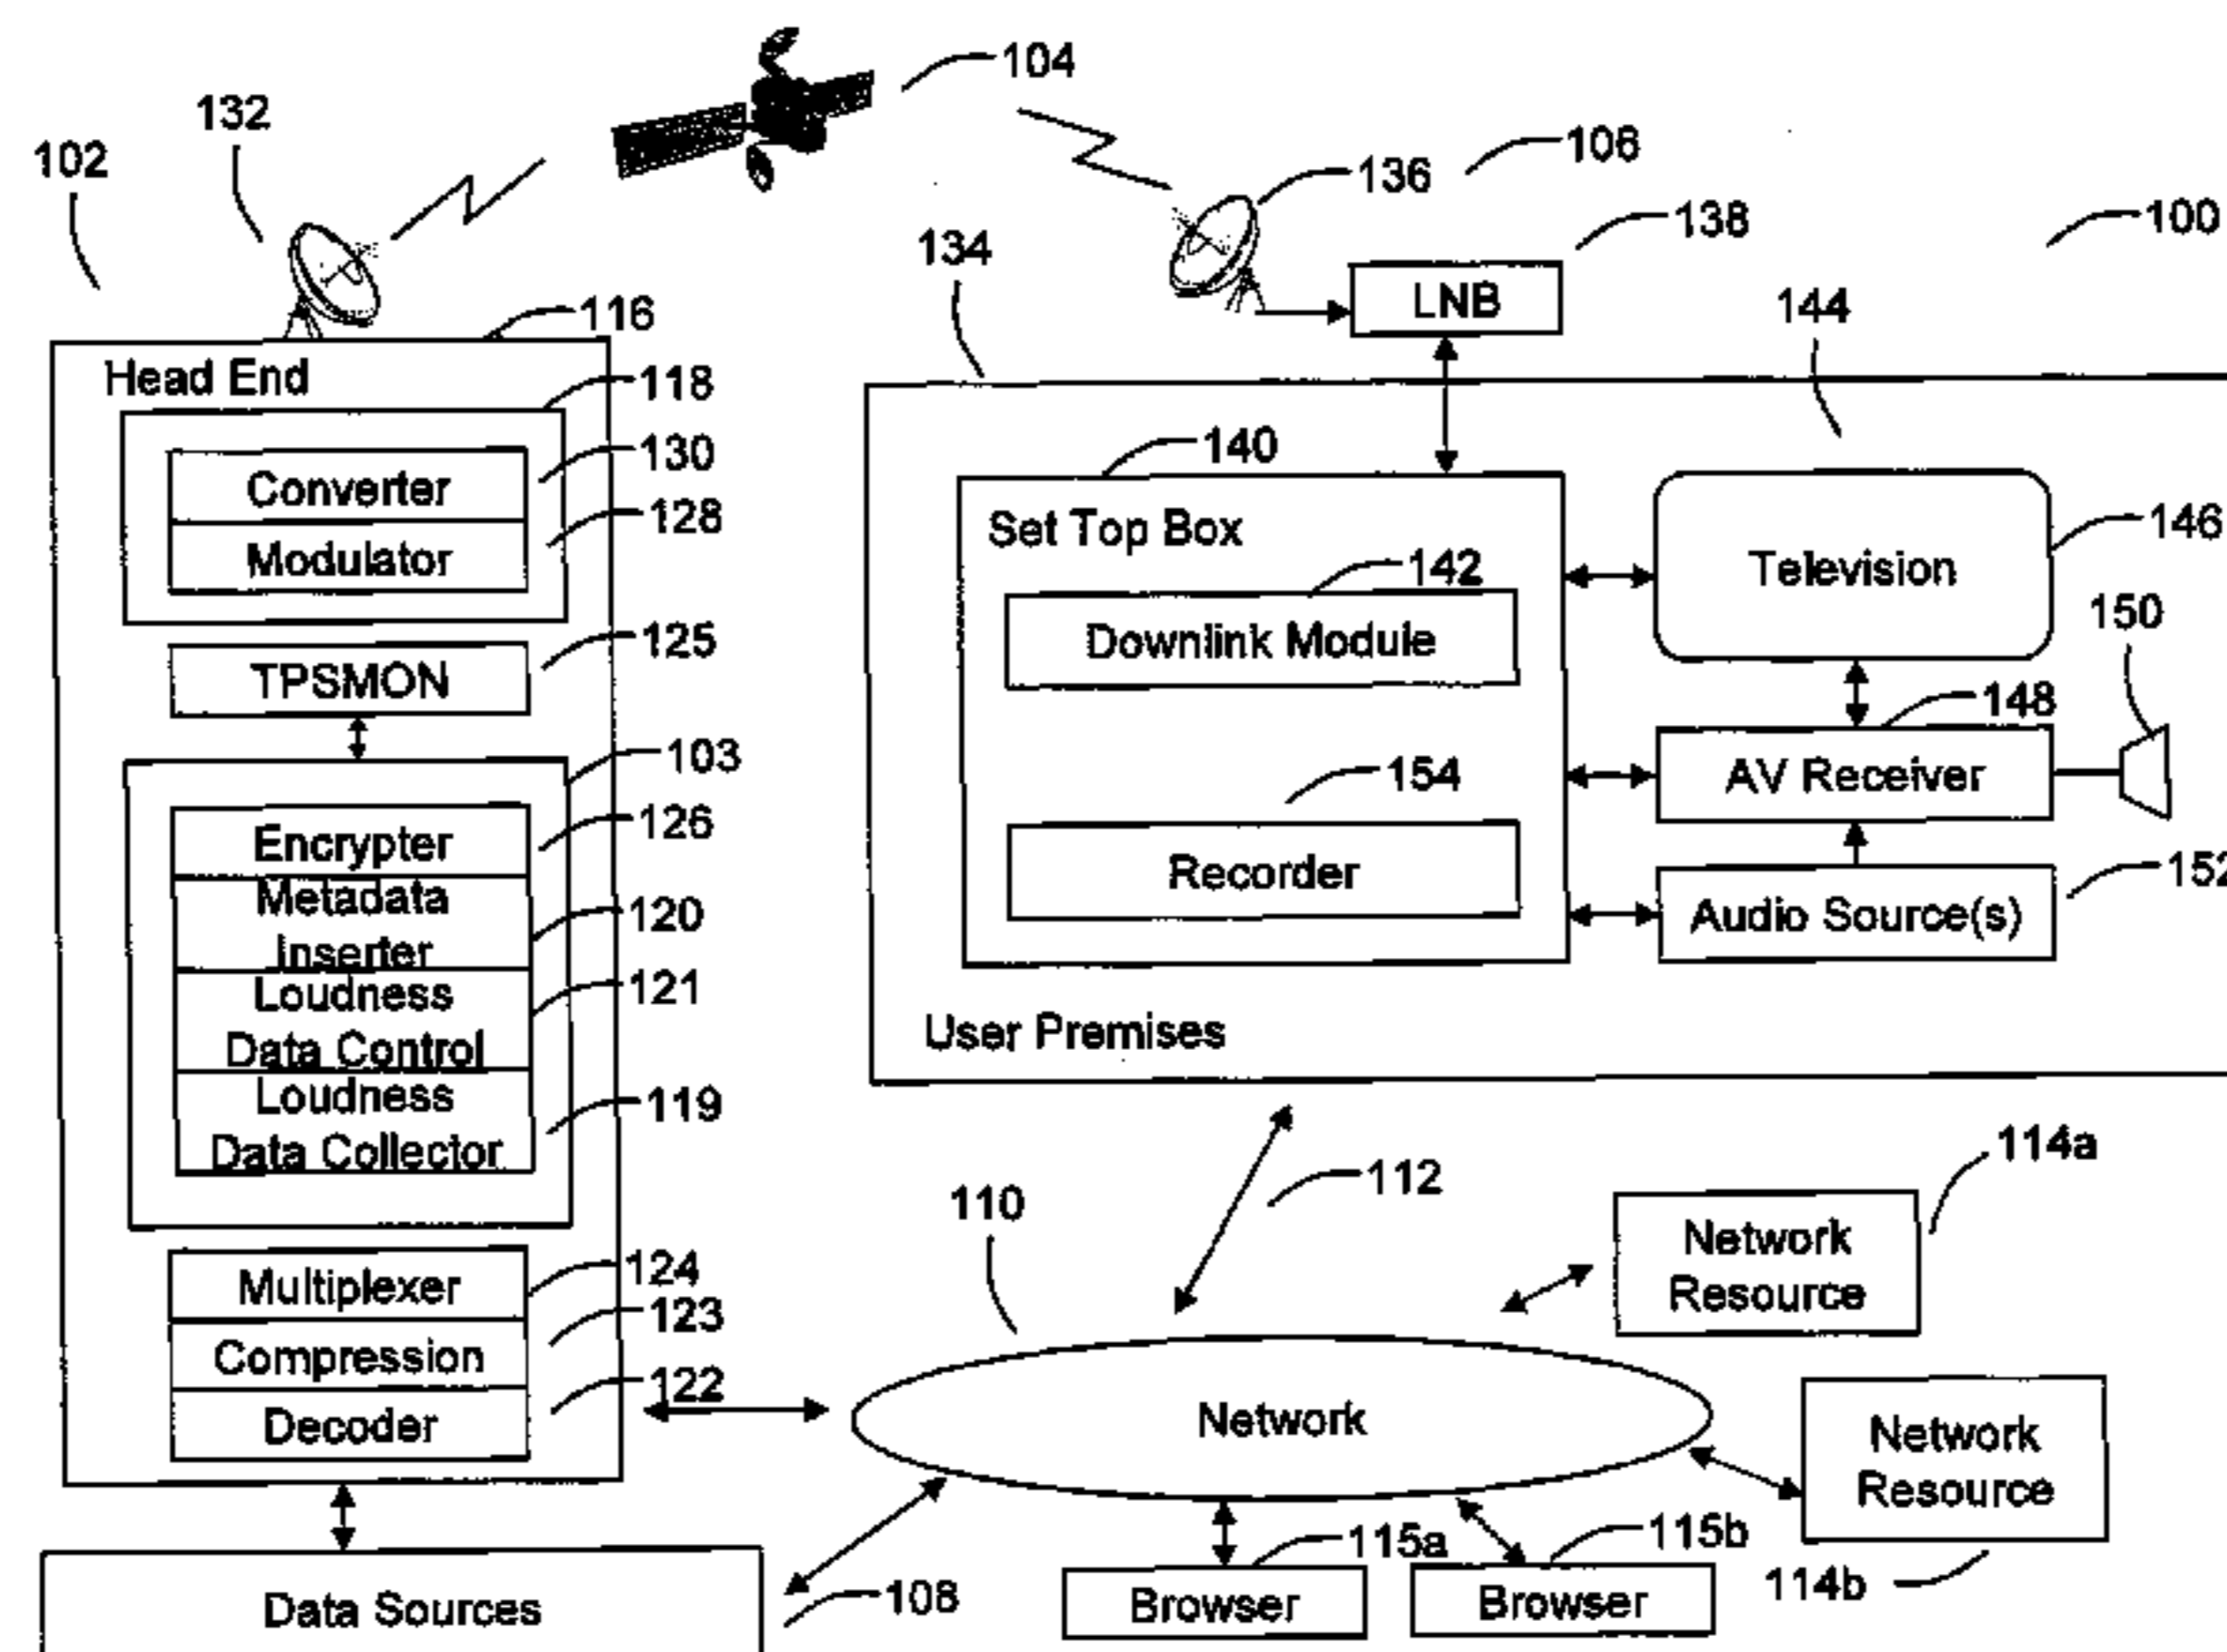 104
132
106
102
136
138
100
134
LNB
144
116
Head End
118
140
130
Converter
128
Modulator
Set Top Box
146
Television
142
Downlink Module
150
125
TPSMON
148
103
154
AV Receiver
126
Encrypter
Recorder
152
Metadata
Inserter
120
Audio Source(s)
Loudness
Data Control
121
User Premises
Loudness
Data Collector
119
114a
112
110
Network
Resource
124
Multiplexer
123
Compression
122
Decoder
Network
Network
Resource
115a
115b
114b
Data Sources
108
Browser
Browser